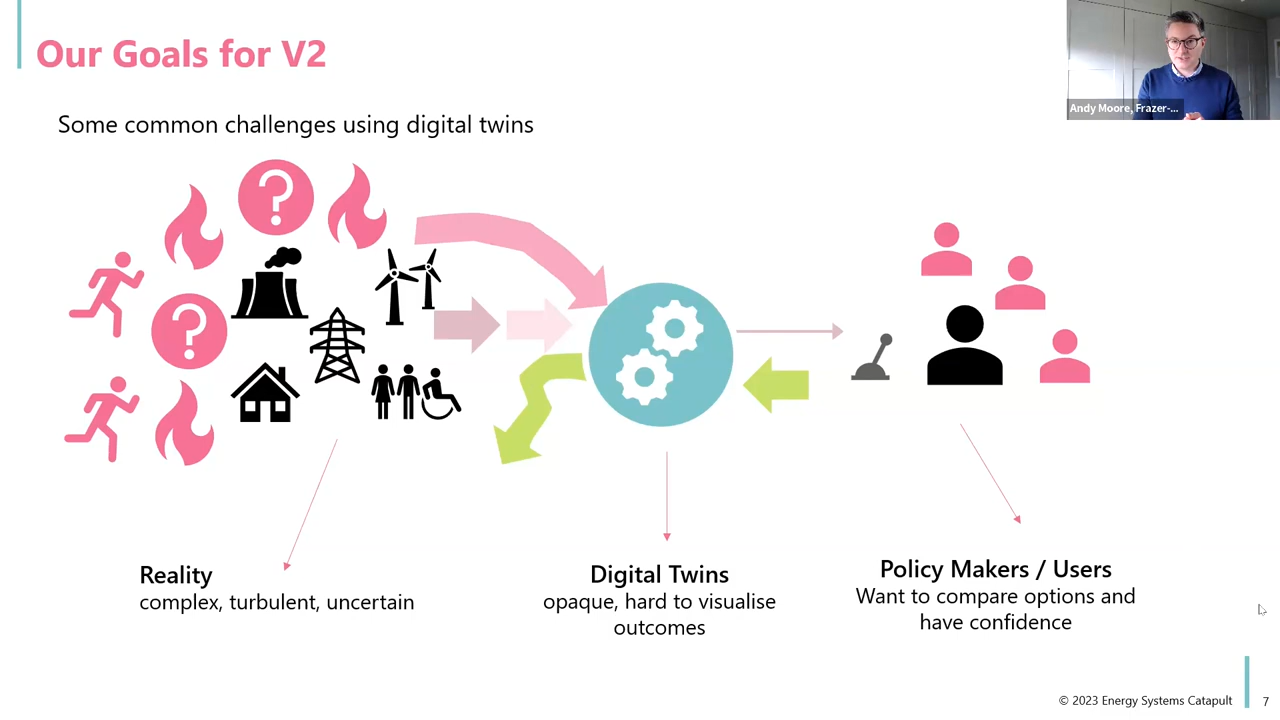 Our Goals for V2
Andy Moore, Frazer-...
Some common challenges using digital twins
?
?
Reality
complex, turbulent, uncertain
Digital Twins
opaque, hard to visualise
outcomes
Policy Makers / Users
Want to compare options and
have confidence
© 2023 Energy Systems Catapult
7